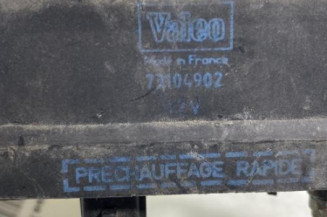 Valeo
Made in France
73104902
V
PRECHAUFFAGE RAPIDE